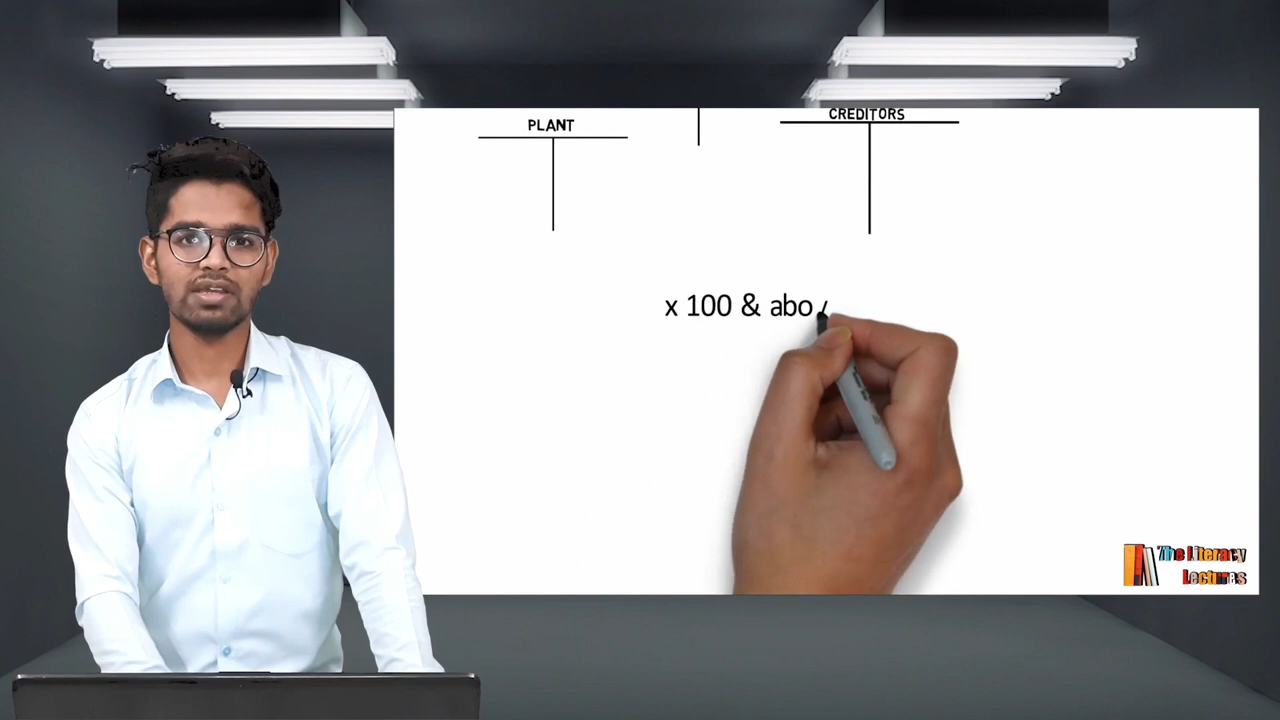 PLANT
CREDITORS
x 100 & abo
The Literacy
Lectures